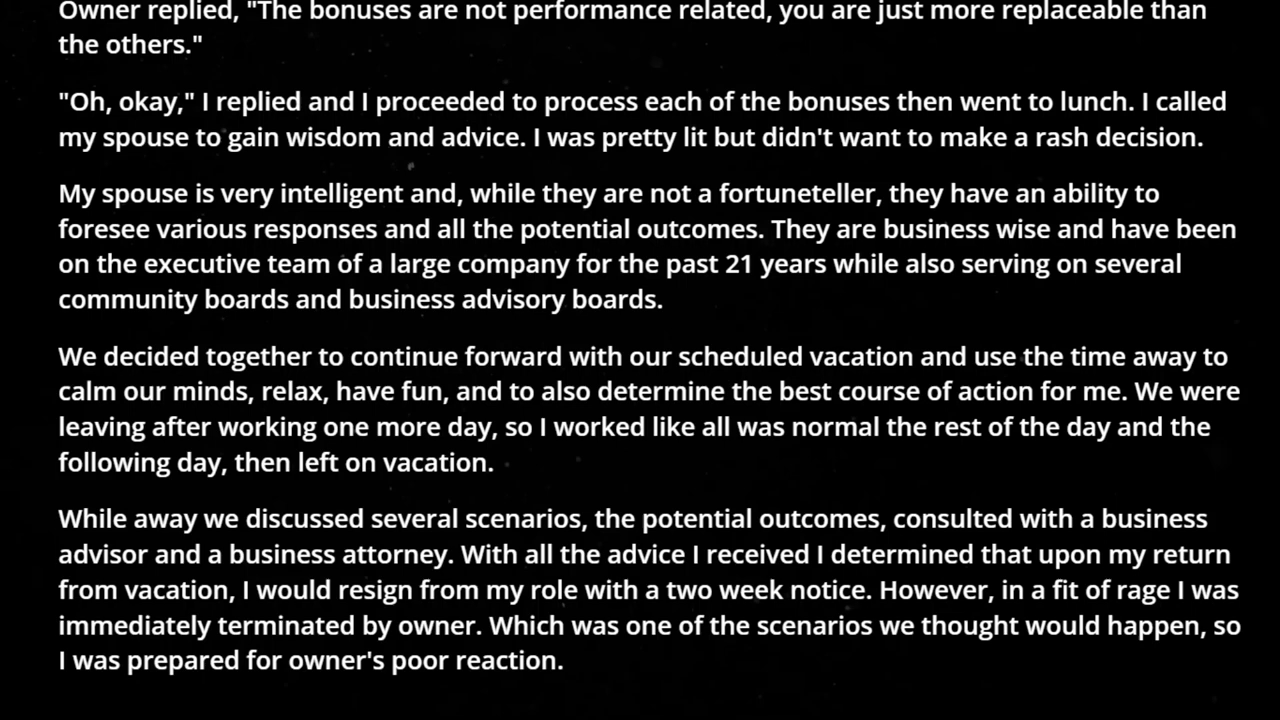 Owner replied, "The bonuses are not performance related, you are just more replaceable than
the others."
"Oh, okay," I replied and I proceeded to process each of the bonuses then went to lunch. I called
my spouse to gain wisdom and advice. I was pretty lit but didn't want to make a rash decision.
My spouse is very intelligent and, while they are not a fortuneteller, they have an ability to
foresee various responses and all the potential outcomes. They are business wise and have been
on the executive team of a large company for the past 21 years while also serving on several
community boards and business advisory boards.
We decided together to continue forward with our scheduled vacation and use the time away to
calm our minds, relax, have fun, and to also determine the best course of action for me. We were
leaving after working one more day, so I worked like all was normal the rest of the day and the
following day, then left on vacation.
While away we discussed several scenarios, the potential outcomes, consulted with a business
advisor and a business attorney. With all the advice I received I determined that upon my return
from vacation, I would resign from my role with a two week notice. However, in a fit of rage I was
immediately terminated by owner. Which was one of the scenarios we thought would happen, so
I was prepared for owner's poor reaction.